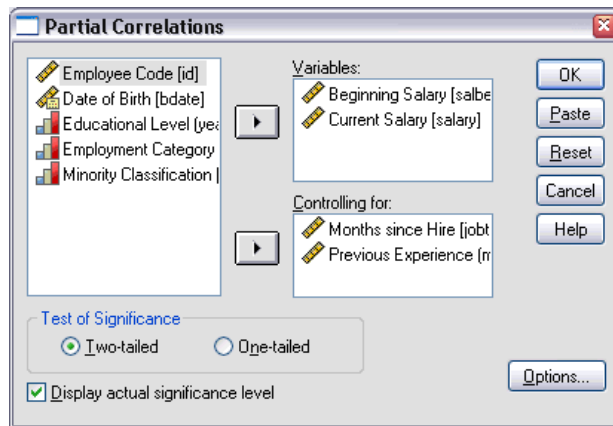 Partial Correlations
Employee Code [id]
Date of Birth [bdate]
Educational Level (yea
Employment Category
Minority Classification [
Variables:
Beginning Salary [salbe
Current Salary [salary]
Controlling for:
Months since Hire [jobt
Previous Experience (m
OK
Paste
Reset
Cancel
Help
Test of Significance
Two-tailed
One-tailed
Display actual significance level
Options...